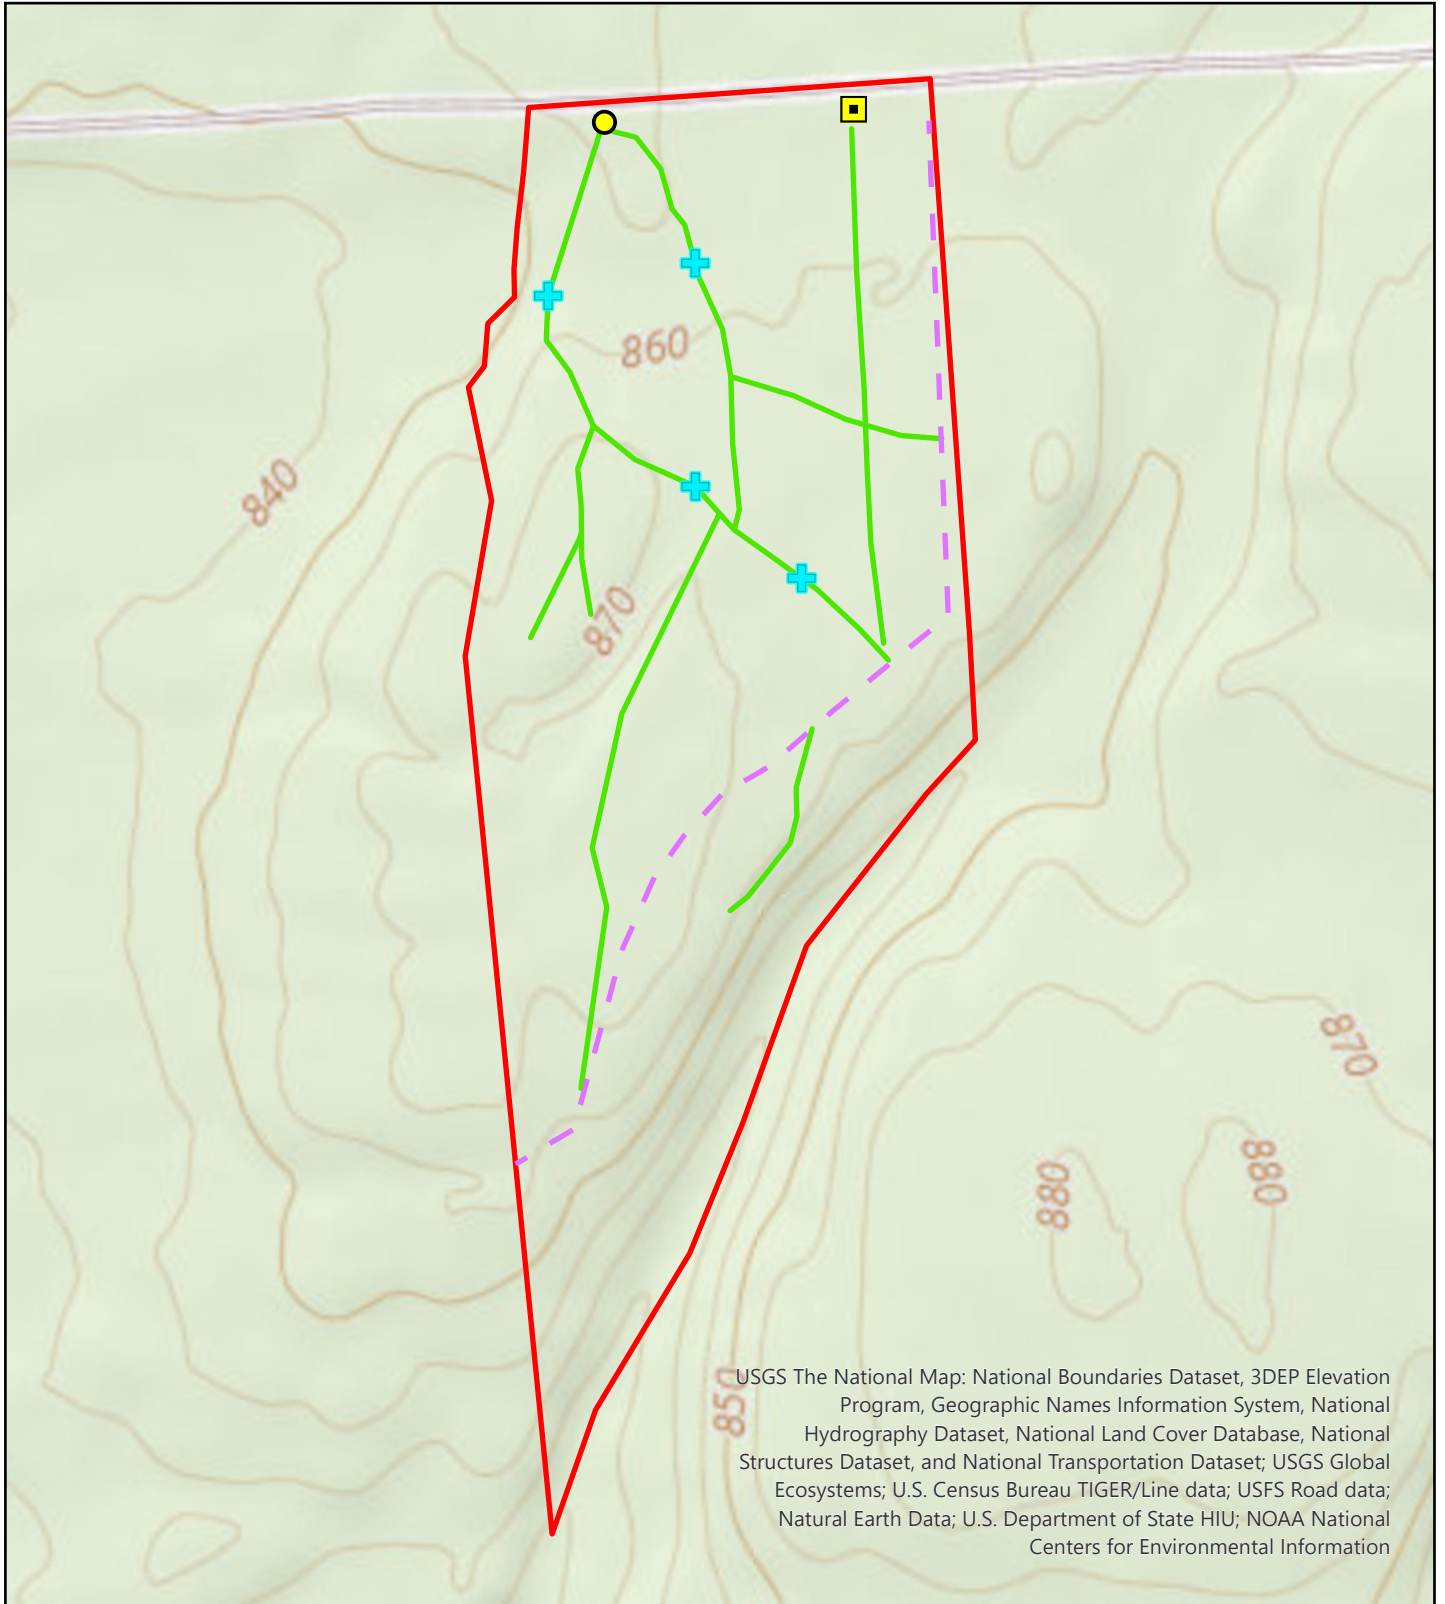 860
840
870
870
880
880
850
USGS The National Map: National Boundaries Dataset, 3DEP Elevation
Program, Geographic Names Information System, National
Hydrography Dataset, National Land Cover Database, National
Structures Dataset, and National Transportation Dataset; USGS Global
Ecosystems; U.S. Census Bureau TIGER/Line data; USFS Road data;
Natural Earth Data; U.S. Department of State HIU; NOAA National
Centers for Environmental Information